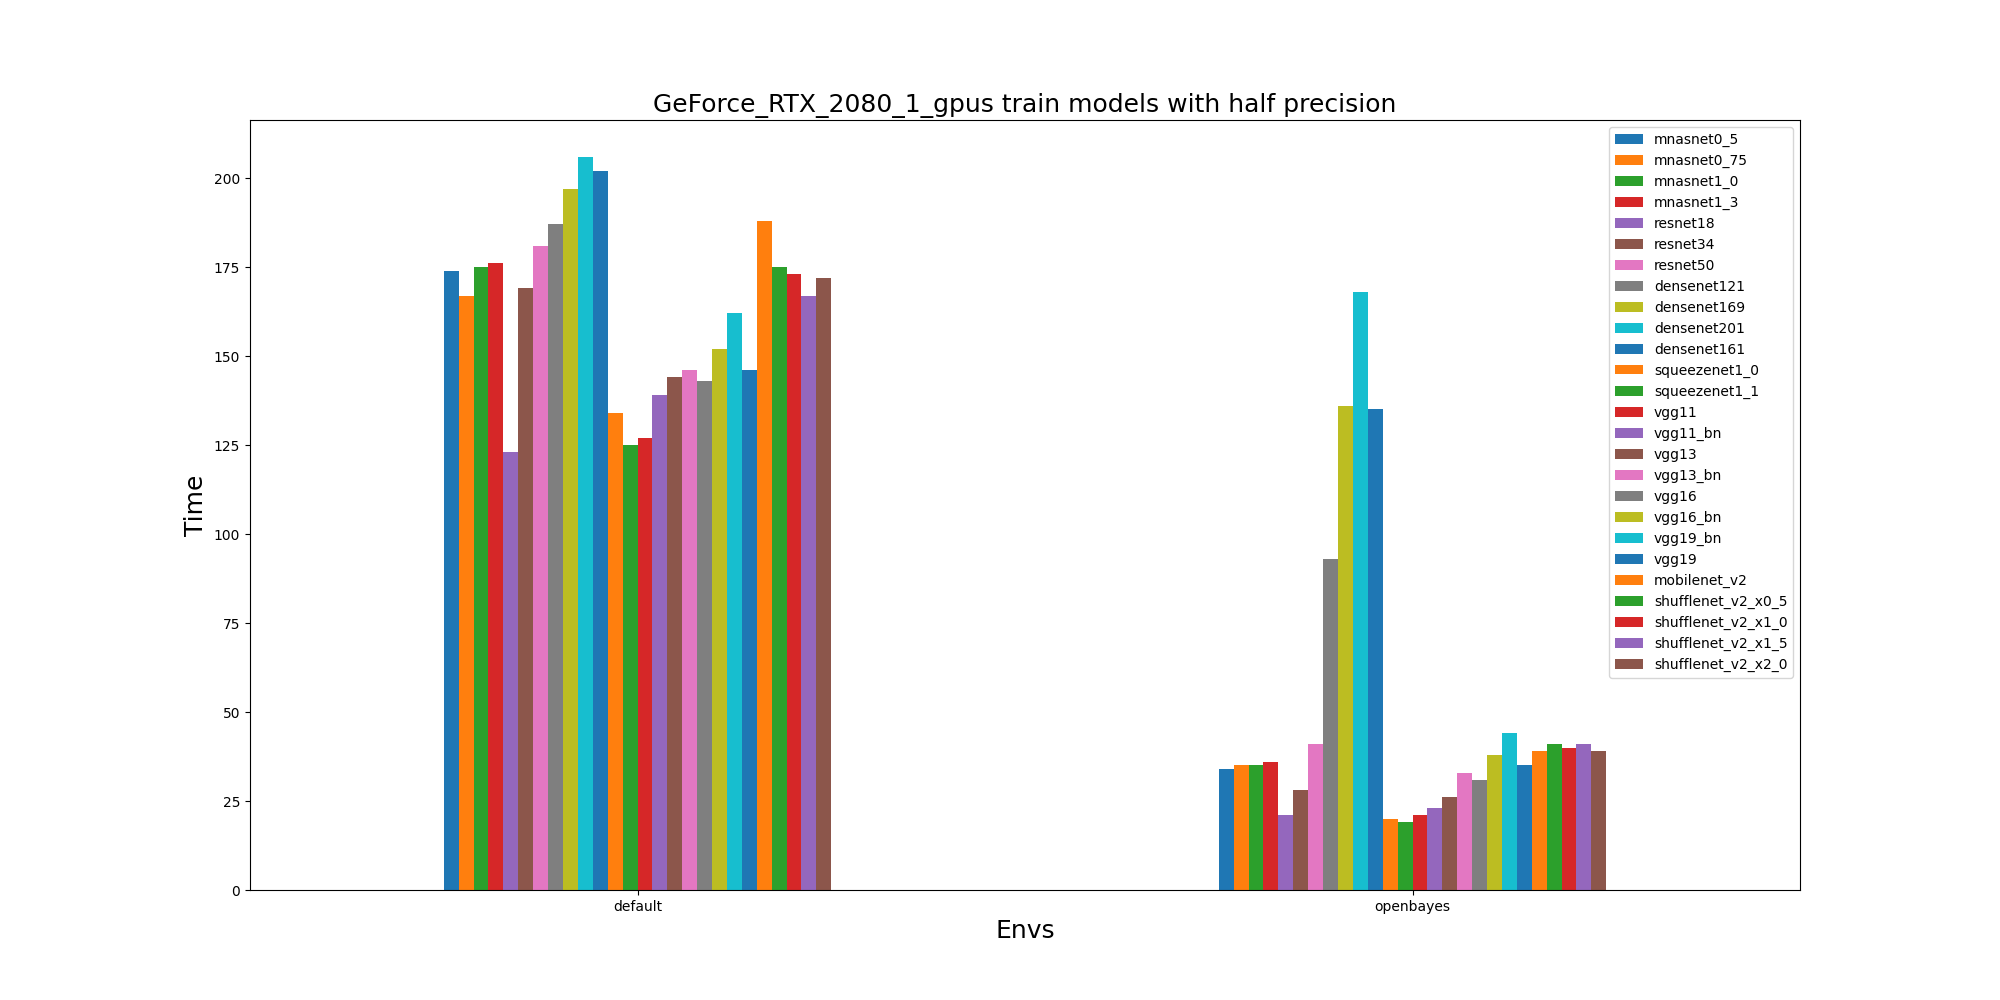 GeForce_RTX_2080_1_gpus train models with half precision
mnasnet0_5
mnasnet0_75
mnasnet1_0
mnasnet1_3
resnet18
resnet34
resnet50
densenet121
densenet169
densenet201
densenet161
squeezenet1_0
squeezenet1_1
vgg11
vgg11_bn
vgg13
vgg13_bn
vgg16
vgg16_bn
vgg19_bn
vgg19
mobilenet_v2
shufflenet_v2_x0_5
shufflenet_v2_x1_0
shufflenet_v2_x1_5
shufflenet_v2_x2_0
Time
200
175
150
125
100
75
50
25
0
default
openbayes
Envs